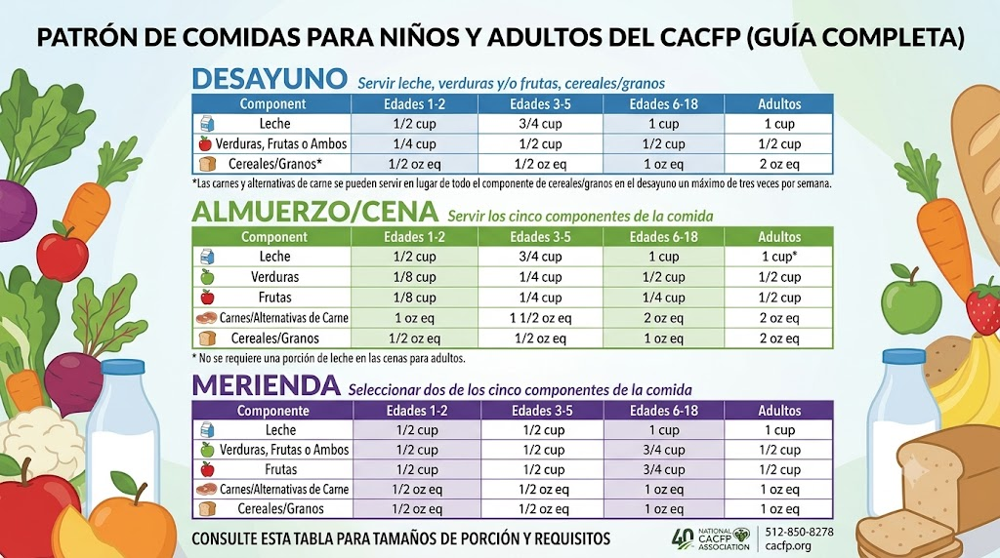 PATRÓN DE COMIDAS PARA NIÑOS Y ADULTOS DEL CACFP (GUÍA COMPLETA)
DESAYUNO Servir leche, verduras y/o frutas, cereales/granos
Component Edades 1-2 Edades 3-5 Edades 6-18 Adultos
Leche 1/2 cup 3/4 cup 1 cup 1 cup
Verduras, Frutas o Ambos 1/4 cup 1/2 cup 1/2 cup 1/2 cup
Cereales/Granos* 1/2 oz eq 1/2 oz eq 1 oz eq 2 oz eq
*Las carnes y alternativas de carne se pueden servir en lugar de todo el componente de cereales/granos en el desayuno un máximo de tres veces por semana.
ALMUERZO/CENA Servir los cinco componentes de la comida
Component Edades 1-2 Edades 3-5 Edades 6-18 Adultos
Leche 1/2 cup 3/4 cup 1 cup 1 cup*
Verduras 1/8 cup 1/4 cup 1/2 cup 1/2 cup
Frutas 1/8 cup 1/4 cup 1/4 cup 1/2 cup
Carnes/Alternativas de Carne 1 oz eq 1 1/2 oz eq 2 oz eq 2 oz eq
Cereales/Granos 1/2 oz eq 1/2 oz eq 1 oz eq 2 oz eq
* No se requiere una porción de leche en las cenas para adultos.
MERIENDA Seleccionar dos de los cinco componentes de la comida
Componente Edades 1-2 Edades 3-5 Edades 6-18 Adultos
Leche 1/2 cup 1/2 cup 1 cup 1 cup
Verduras, Frutas o Ambos 1/2 cup 1/2 cup 3/4 cup 1/2 cup
Frutas 1/2 cup 1/2 cup 3/4 cup 1/2 cup
Carnes/Alternativas de Carne 1/2 oz eq 1/2 oz eq 1 oz eq 1 oz eq
Cereales/Granos 1/2 oz eq 1/2 oz eq 1 oz eq 1 oz eq
CONSULTE ESTA TABLA PARA TAMAÑOS DE PORCIÓN Y REQUISITOS
40 NATIONAL
CACFP
ASSOCIATION
512-850-8278
cacfp.org